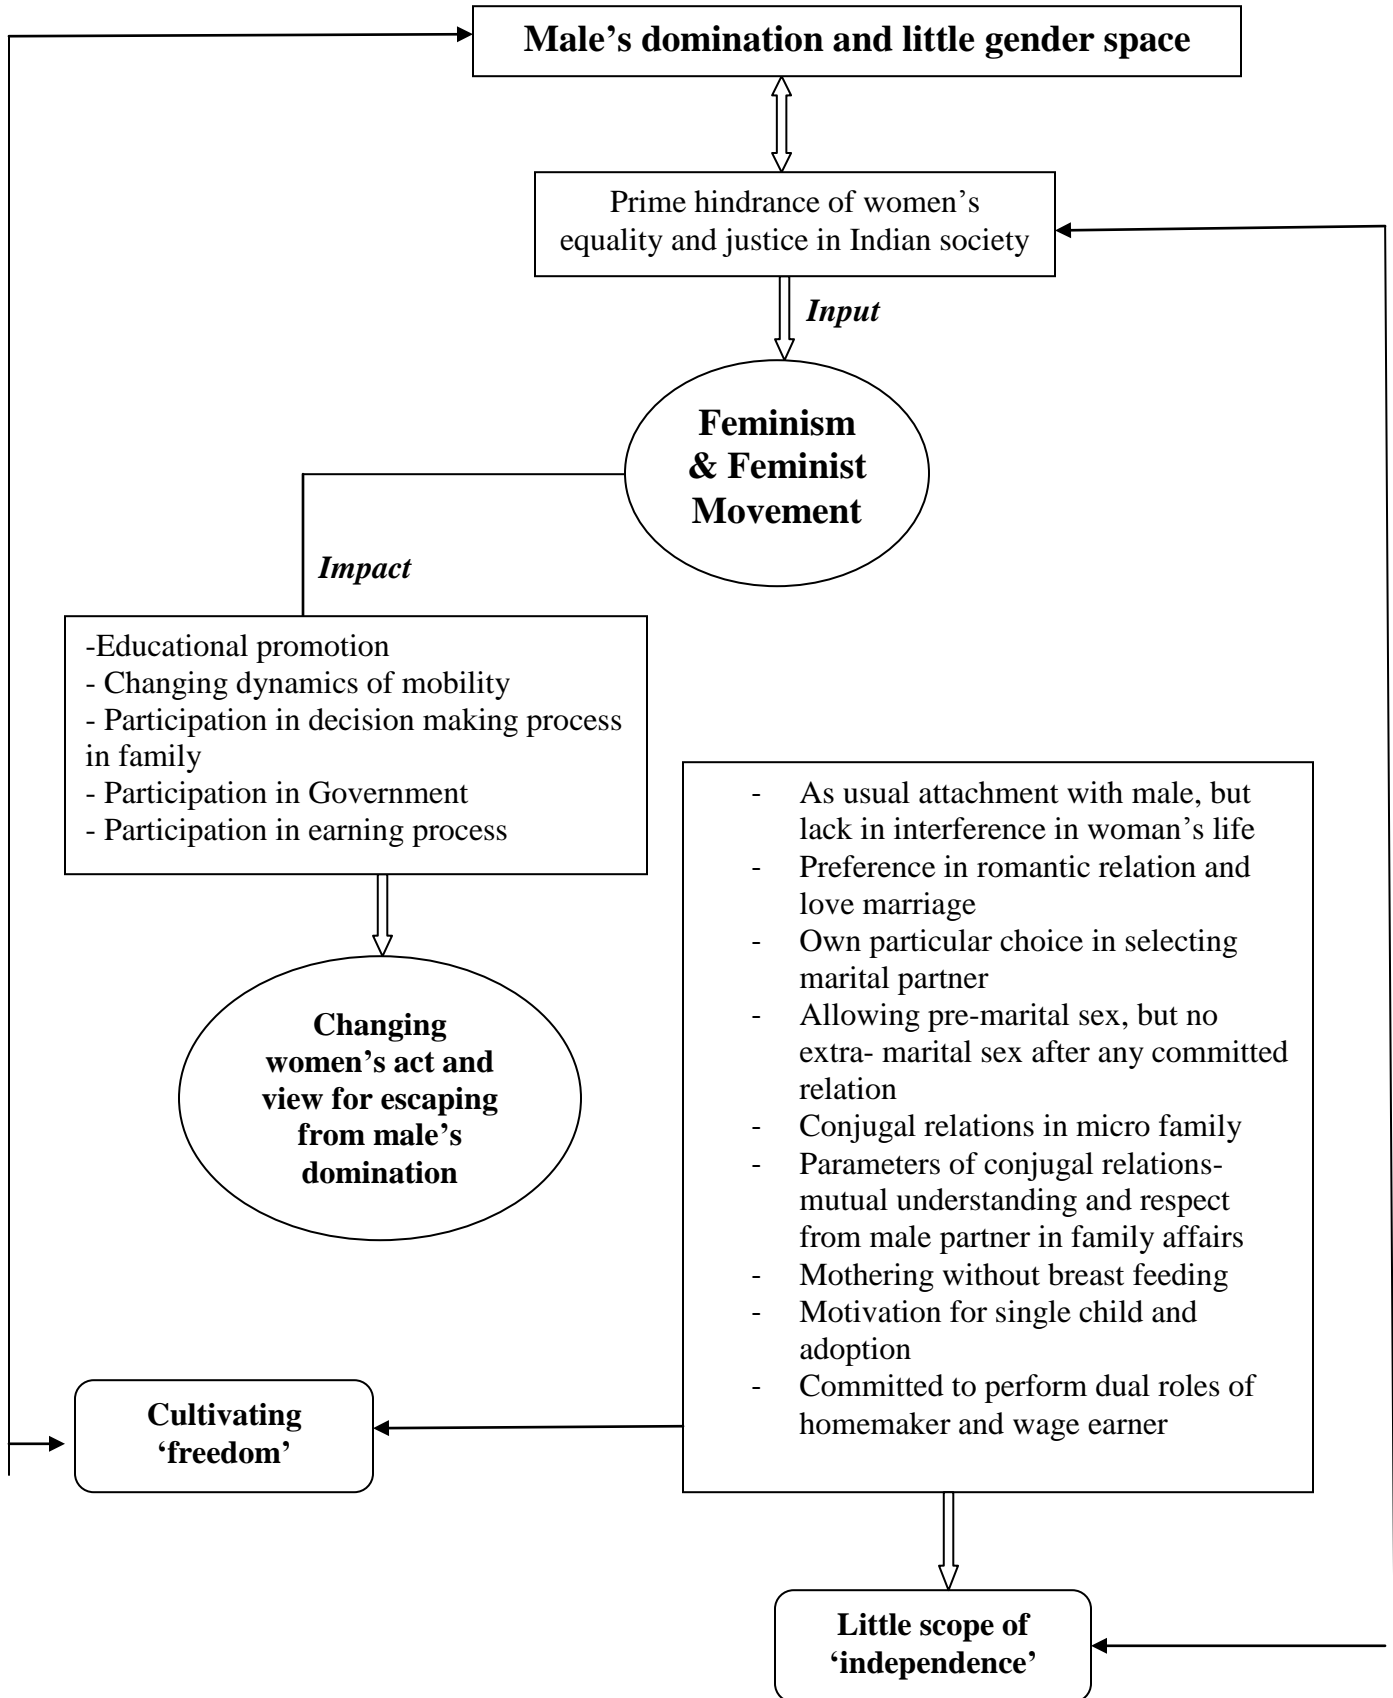 Male’s domination and little gender space
Prime hindrance of women’s
equality and justice in Indian society
Input
Feminism
& Feminist
Movement
Impact
-Educational promotion
- Changing dynamics of mobility
- Participation in decision making process
in family
- Participation in Government
- Participation in earning process
Changing
women’s act and
view for escaping
from male’s
domination
- As usual attachment with male, but
lack in interference in woman’s life
- Preference in romantic relation and
love marriage
- Own particular choice in selecting
marital partner
- Allowing pre-marital sex, but no
extra- marital sex after any committed
relation
- Conjugal relations in micro family
- Parameters of conjugal relations-
mutual understanding and respect
from male partner in family affairs
- Mothering without breast feeding
- Motivation for single child and
adoption
- Committed to perform dual roles of
homemaker and wage earner
Cultivating
‘freedom’
Little scope of
‘independence’